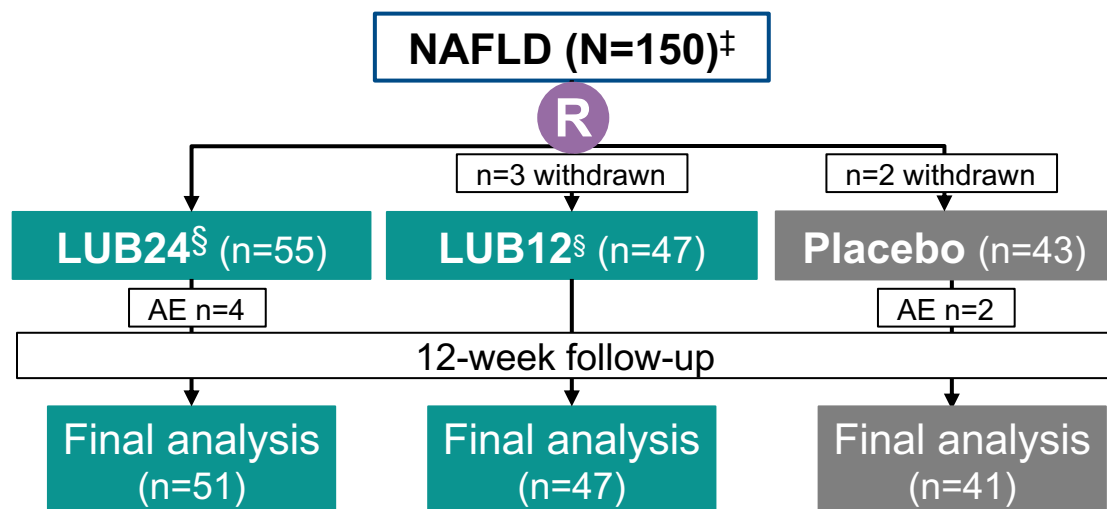 NAFLD (N=150)‡
R
n=3 withdrawn
n=2 withdrawn
LUB24§ (n=55)
LUB12§ (n=47)
Placebo (n=43)
AE n=4
AE n=2
12-week follow-up
Final analysis
(n=51)
Final analysis
(n=47)
Final analysis
(n=41)